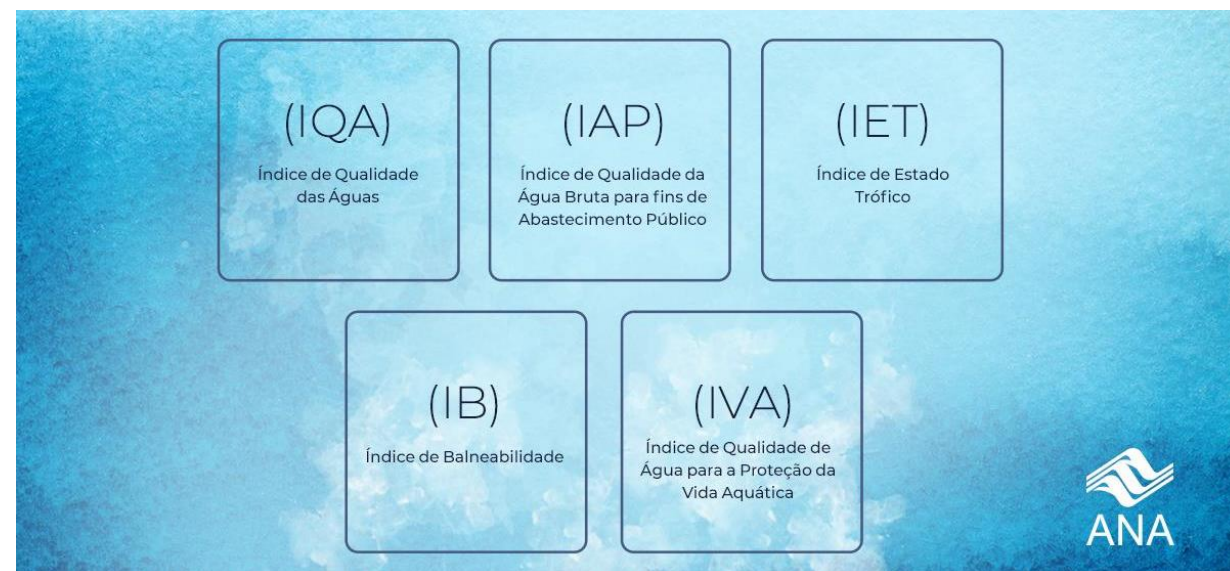 (IQA)
Índice de Qualidade
das Águas
(IAP)
Índice de Qualidade da
Água Bruta para fins de
Abastecimento Público
(IET)
Índice de Estado
Trófico
(IB)
Índice de Balneabilidade
(IVA)
Índice de Qualidade de
Água para a Proteção da
Vida Aquática
ANA